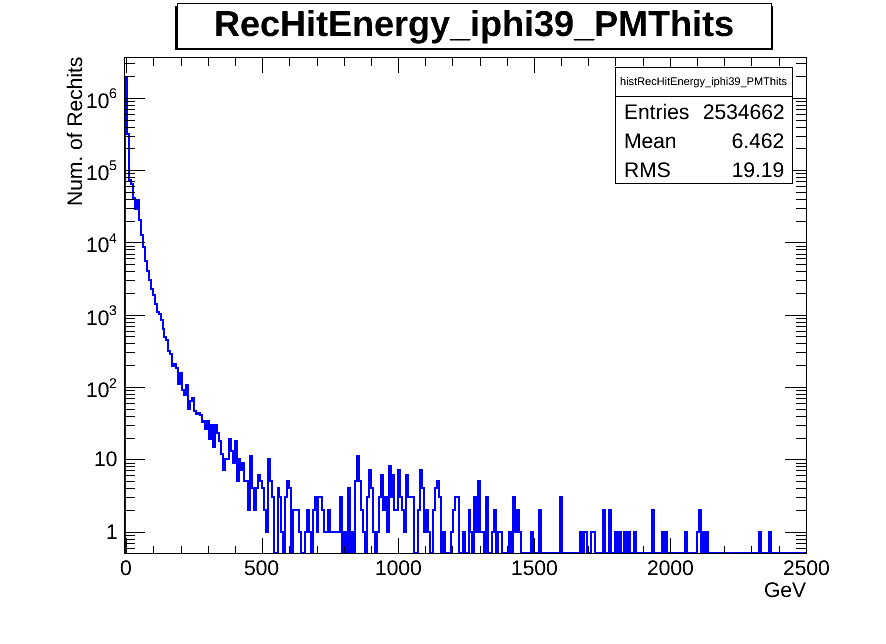 RecHitEnergy_iphi39_PMThits
histRecHitEnergy_iphi39_PMThits
Entries 2534662
Mean 6.462
RMS 19.19
Num. of Rechits
10^6
10^5
10^4
10^3
10^2
10
1
0 500 1000 1500 2000 2500
GeV